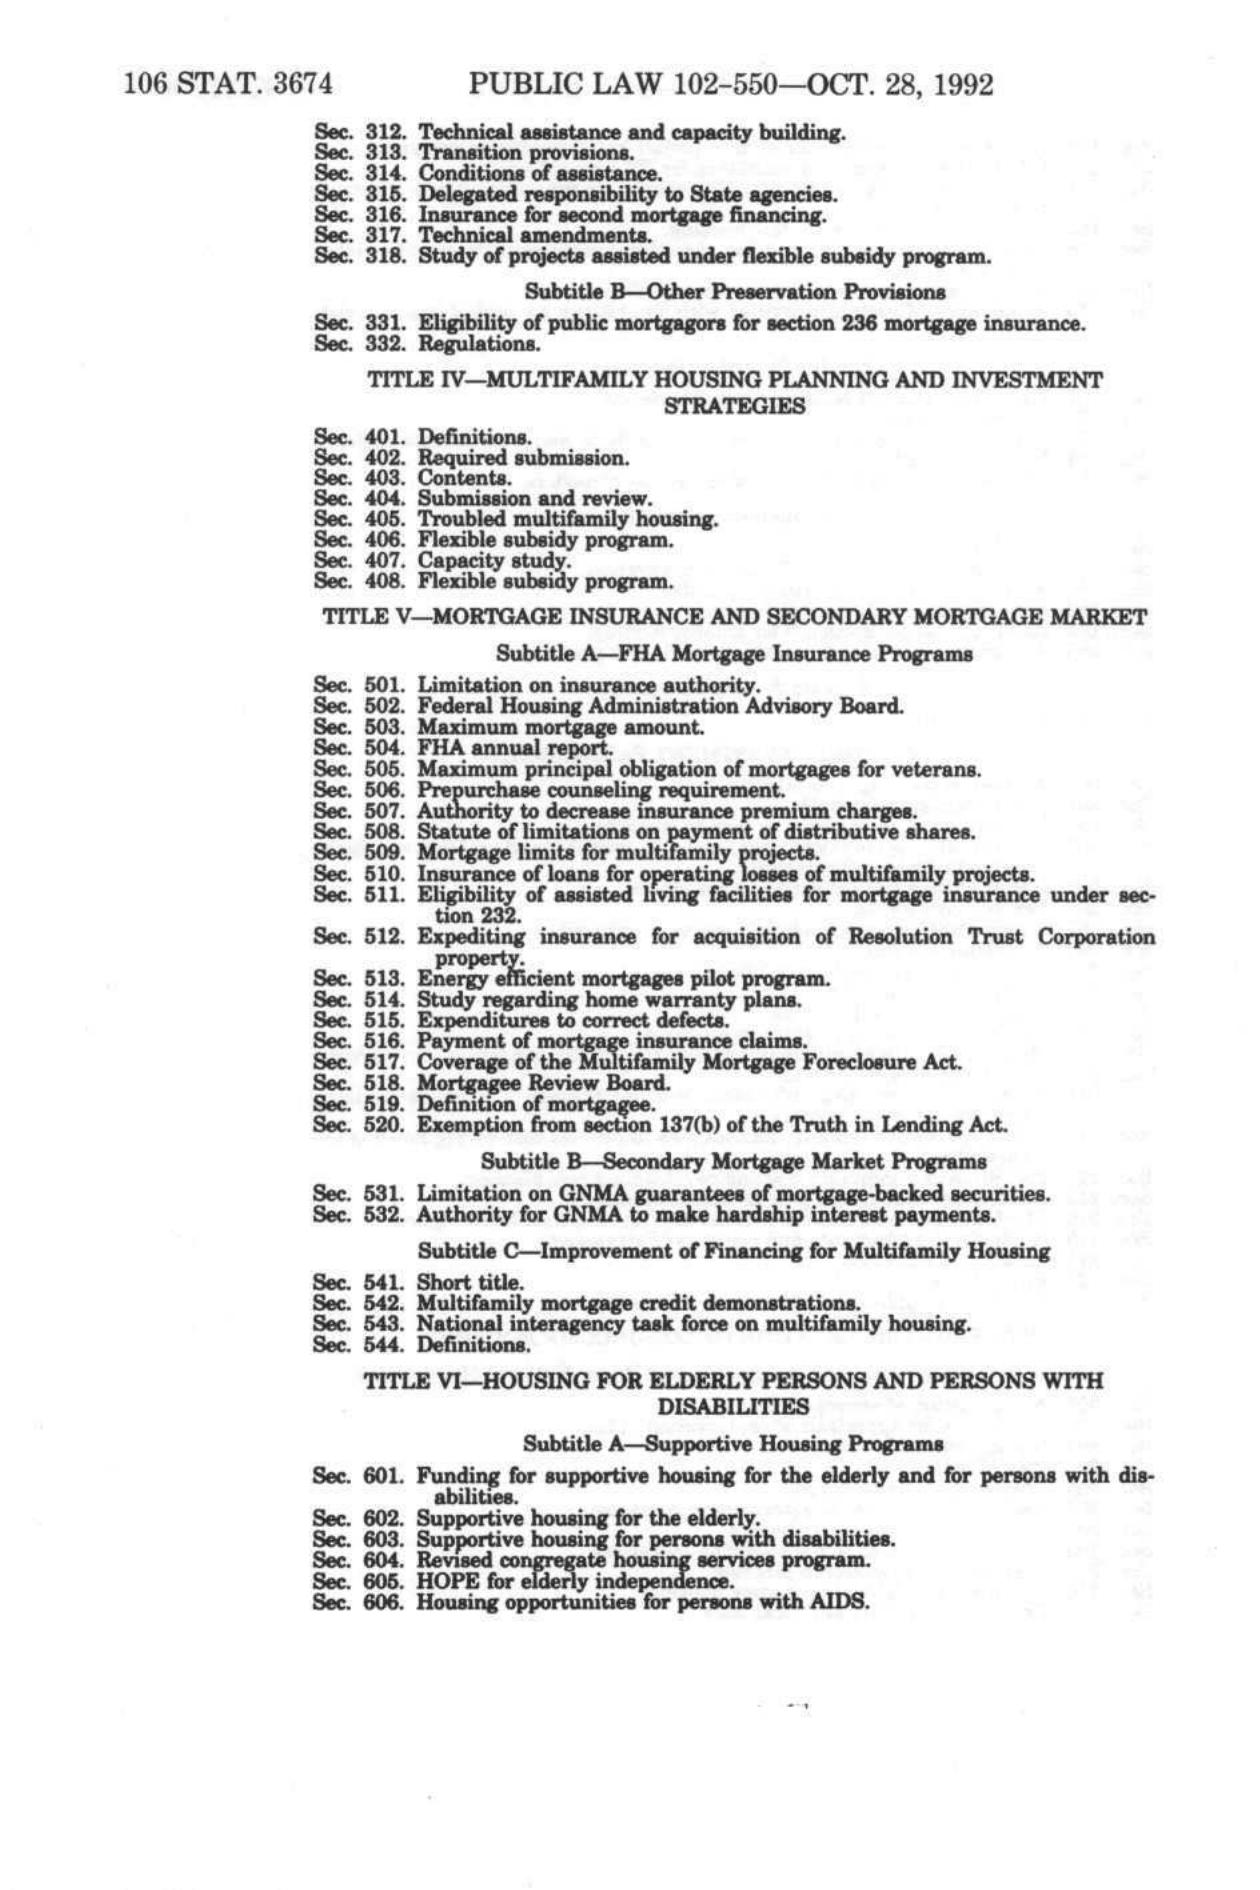 106 STAT. 3674 PUBLIC LAW 102-550—OCT. 28, 1992
Sec. 312. Technical assistance and capacity building.
Sec. 313. Transition provisions.
Sec. 314. Conditions of assistance.
Sec. 315. Delegated responsibility to State agencies.
Sec. 316. Insurance for second mortgage financing.
Sec. 317. Technical amendments.
Sec. 318. Study of projects assisted under flexible subsidy program.
Subtitle B—Other Preservation Provisions
Sec. 331. Eligibility of public mortgagors for section 236 mortgage insurance.
Sec. 332. Regulations.
TITLE IV—MULTIFAMILY HOUSING PLANNING AND INVESTMENT
STRATEGIES
Sec. 401. Definitions.
Sec. 402. Required submission.
Sec. 403. Contents.
Sec. 404. Submission and review.
Sec. 405. Troubled multifamily housing.
Sec. 406. Flexible subsidy program.
Sec. 407. Capacity study.
Sec. 408. Flexible subsidy program.
TITLE V—MORTGAGE INSURANCE AND SECONDARY MORTGAGE MARKET
Subtitle A—FHA Mortgage Insurance Programs
Sec. 501. Limitation on insurance authority.
Sec. 502. Federal Housing Administration Advisory Board.
Sec. 503. Maximum mortgage amount.
Sec. 504. FHA annual report.
Sec. 505. Maximum principal obligation of mortgages for veterans.
Sec. 506. Prepurchase counseling requirement.
Sec. 507. Authority to decrease insurance premium charges.
Sec. 508. Statute of limitations on payment of distributive shares.
Sec. 509. Mortgage limits for multifamily projects.
Sec. 510. Insurance of loans for operating losses of multifamily projects.
Sec. 511. Eligibility of assisted living facilities for mortgage insurance under sec-
tion 232.
Sec. 512. Expediting insurance for acquisition of Resolution Trust Corporation
property.
Sec. 513. Energy efficient mortgages pilot program.
Sec. 514. Study regarding home warranty plans.
Sec. 515. Expenditures to correct defects.
Sec. 516. Payment of mortgage insurance claims.
Sec. 517. Coverage of the Multifamily Mortgage Foreclosure Act.
Sec. 518. Mortgagee Review Board.
Sec. 519. Definition of mortgagee.
Sec. 520. Exemption from section 137(b) of the Truth in Lending Act.
Subtitle B—Secondary Mortgage Market Programs
Sec. 531. Limitation on GNMA guarantees of mortgage-backed securities.
Sec. 532. Authority for GNMA to make hardship interest payments.
Subtitle C—Improvement of Financing for Multifamily Housing
Sec. 541. Short title.
Sec. 542. Multifamily mortgage credit demonstrations.
Sec. 543. National interagency task force on multifamily housing.
Sec. 544. Definitions.
TITLE VI—HOUSING FOR ELDERLY PERSONS AND PERSONS WITH
DISABILITIES
Subtitle A—Supportive Housing Programs
Sec. 601. Funding for supportive housing for the elderly and for persons with dis-
abilities.
Sec. 602. Supportive housing for the elderly.
Sec. 603. Supportive housing for persons with disabilities.
Sec. 604. Revised congregate housing services program.
Sec. 605. HOPE for elderly independence.
Sec. 606. Housing opportunities for persons with AIDS.